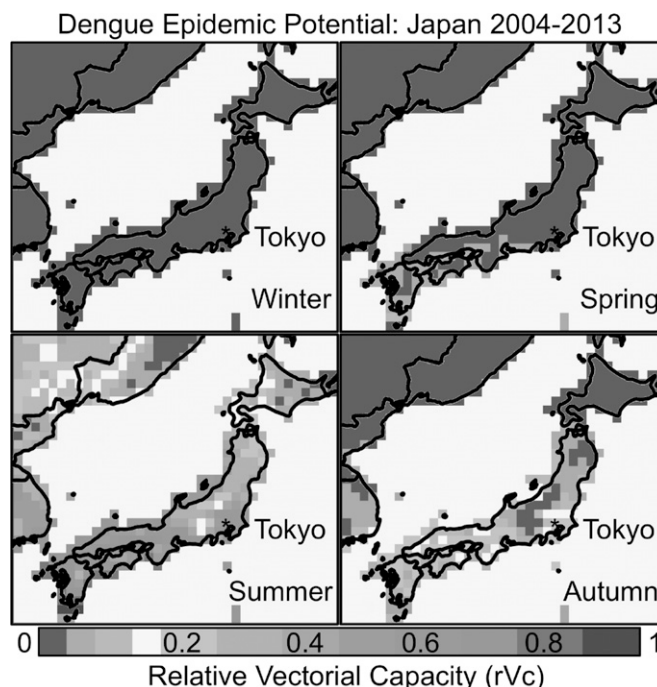 Dengue Epidemic Potential: Japan 2004-2013
* Tokyo
Winter
* Tokyo
Spring
* Tokyo
Summer
* Tokyo
Autumn
0 0.2 0.4 0.6 0.8 1
Relative Vectorial Capacity (rVc)